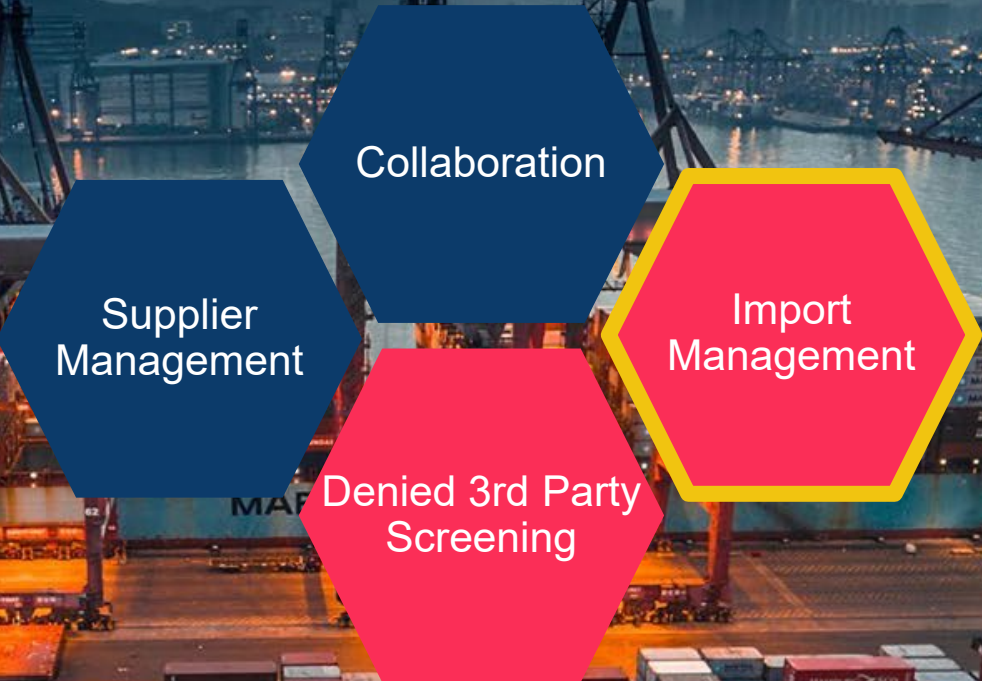 Collaboration
Supplier
Management
Import
Management
Denied 3rd Party
Screening